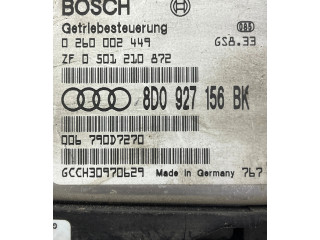 BOSCH
Getriebesteuerung 085
0 260 002 449 GS8.33
ZF 0 501 210 872
8D0 927 156 BK
006 790D7270
GCCH30970629 Made in Germany 767